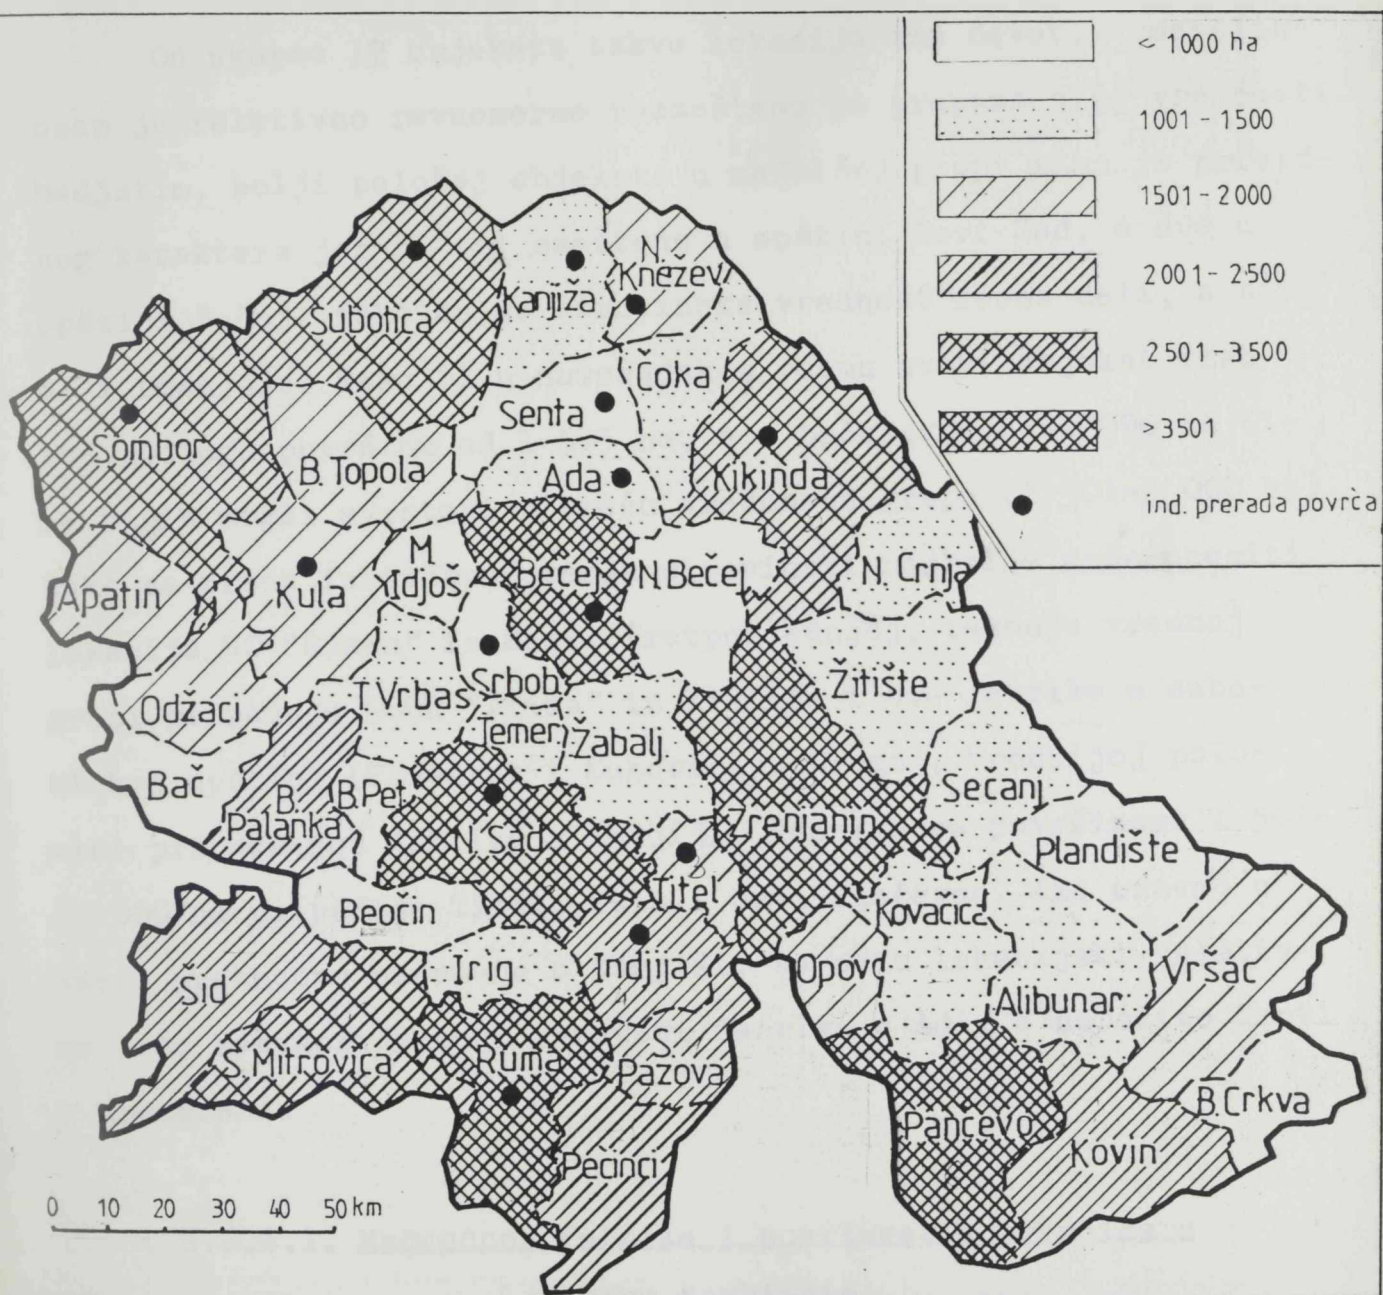 < 1000 ha
1001 - 1500
1501 - 2000
2001 - 2500
2501 - 3500
> 3501
ind. prerada povrća
Subotica
Kanjiža
N.
Knežev.
Sombor
B. Topola
Senta
Čoka
Ada
Kikinda
Apatin
Kula
M.
Idjoš
Bečej
N. Bečej
N. Crnja
Odžaci
T. Vrbas
Srbob.
Žitište
Bač
B.
Palanka
B. Pet.
Temer.
Žabalj
N. Sad
Titel
Zrenjanin
Sečanj
Plandište
Beočin
Šid
Irig
Indjija
Opovo
Kovačica
Alibunar
Vršac
S. Mitrovica
Ruma
S.
Pazova
Pančevo
B. Crkva
Pećinci
Kovin
0 10 20 30 40 50 km